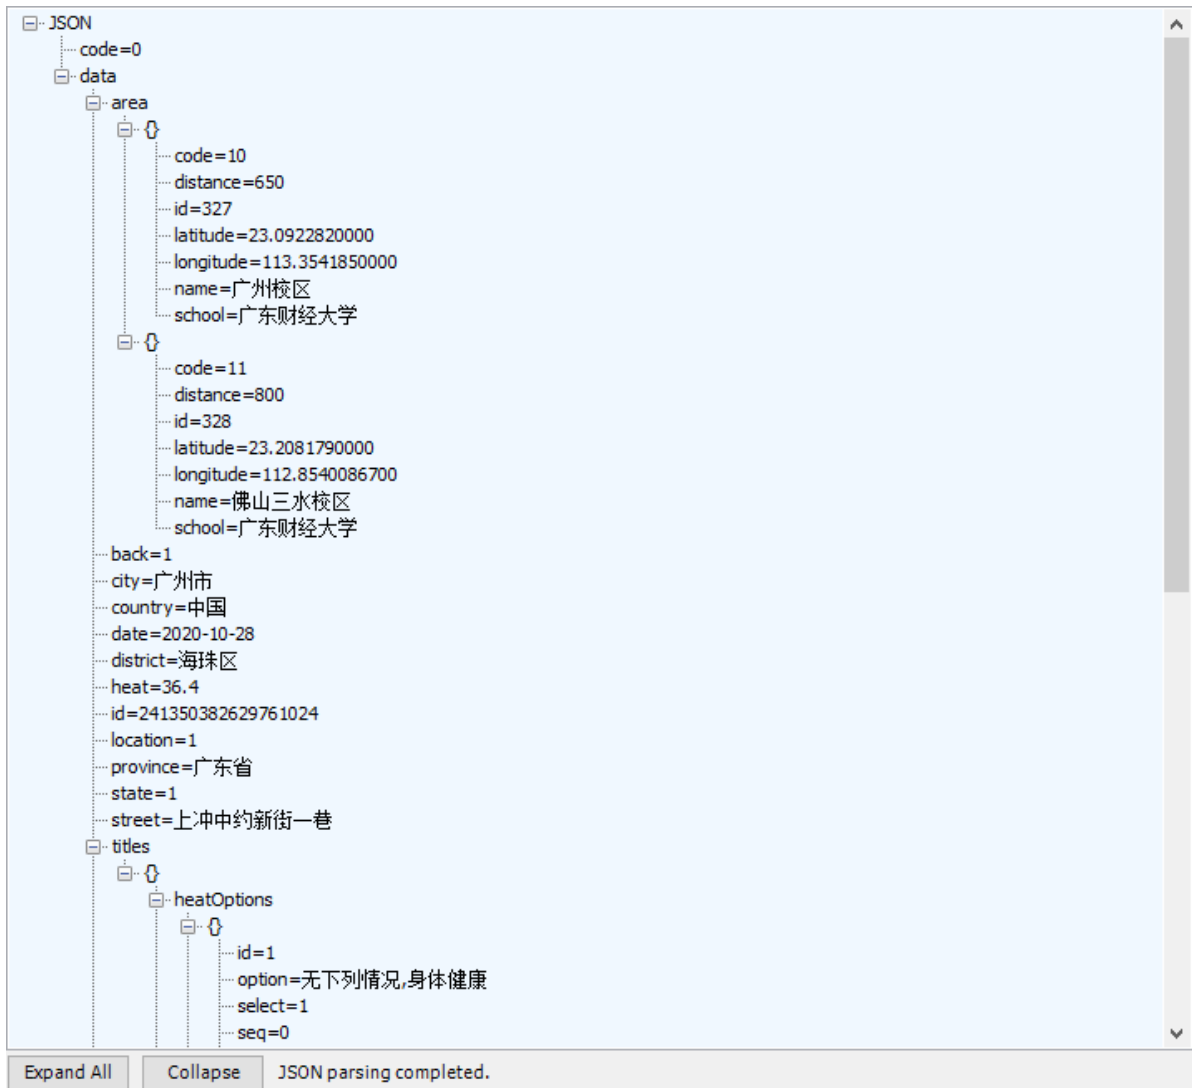 JSON
code=0
data
area
{}
code=10
distance=650
id=327
latitude=23.0922820000
longitude=113.3541850000
name=广州校区
school=广东财经大学
{}
code=11
distance=800
id=328
latitude=23.2081790000
longitude=112.8540086700
name=佛山三水校区
school=广东财经大学
back=1
city=广州市
country=中国
date=2020-10-28
district=海珠区
heat=36.4
id=241350382629761024
location=1
province=广东省
state=1
street=上冲中约新街一巷
titles
{}
heatOptions
{}
id=1
option=无下列情况,身体健康
select=1
seq=0
Expand All Collapse JSON parsing completed.